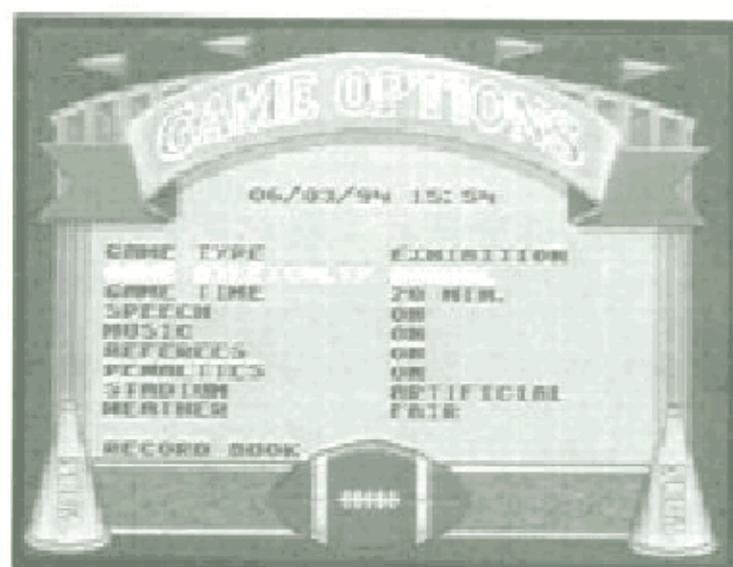 GAME OPTIONS
06/03/94 15:54
GAME TYPE EXHIBITION
GAME
GAME TIME 20 MIN.
SPEECH ON
MUSIC ON
REFEREES ON
PENALTIES ON
STADIUM ARTIFICIAL
WEATHER FAIR
RECORD BOOK